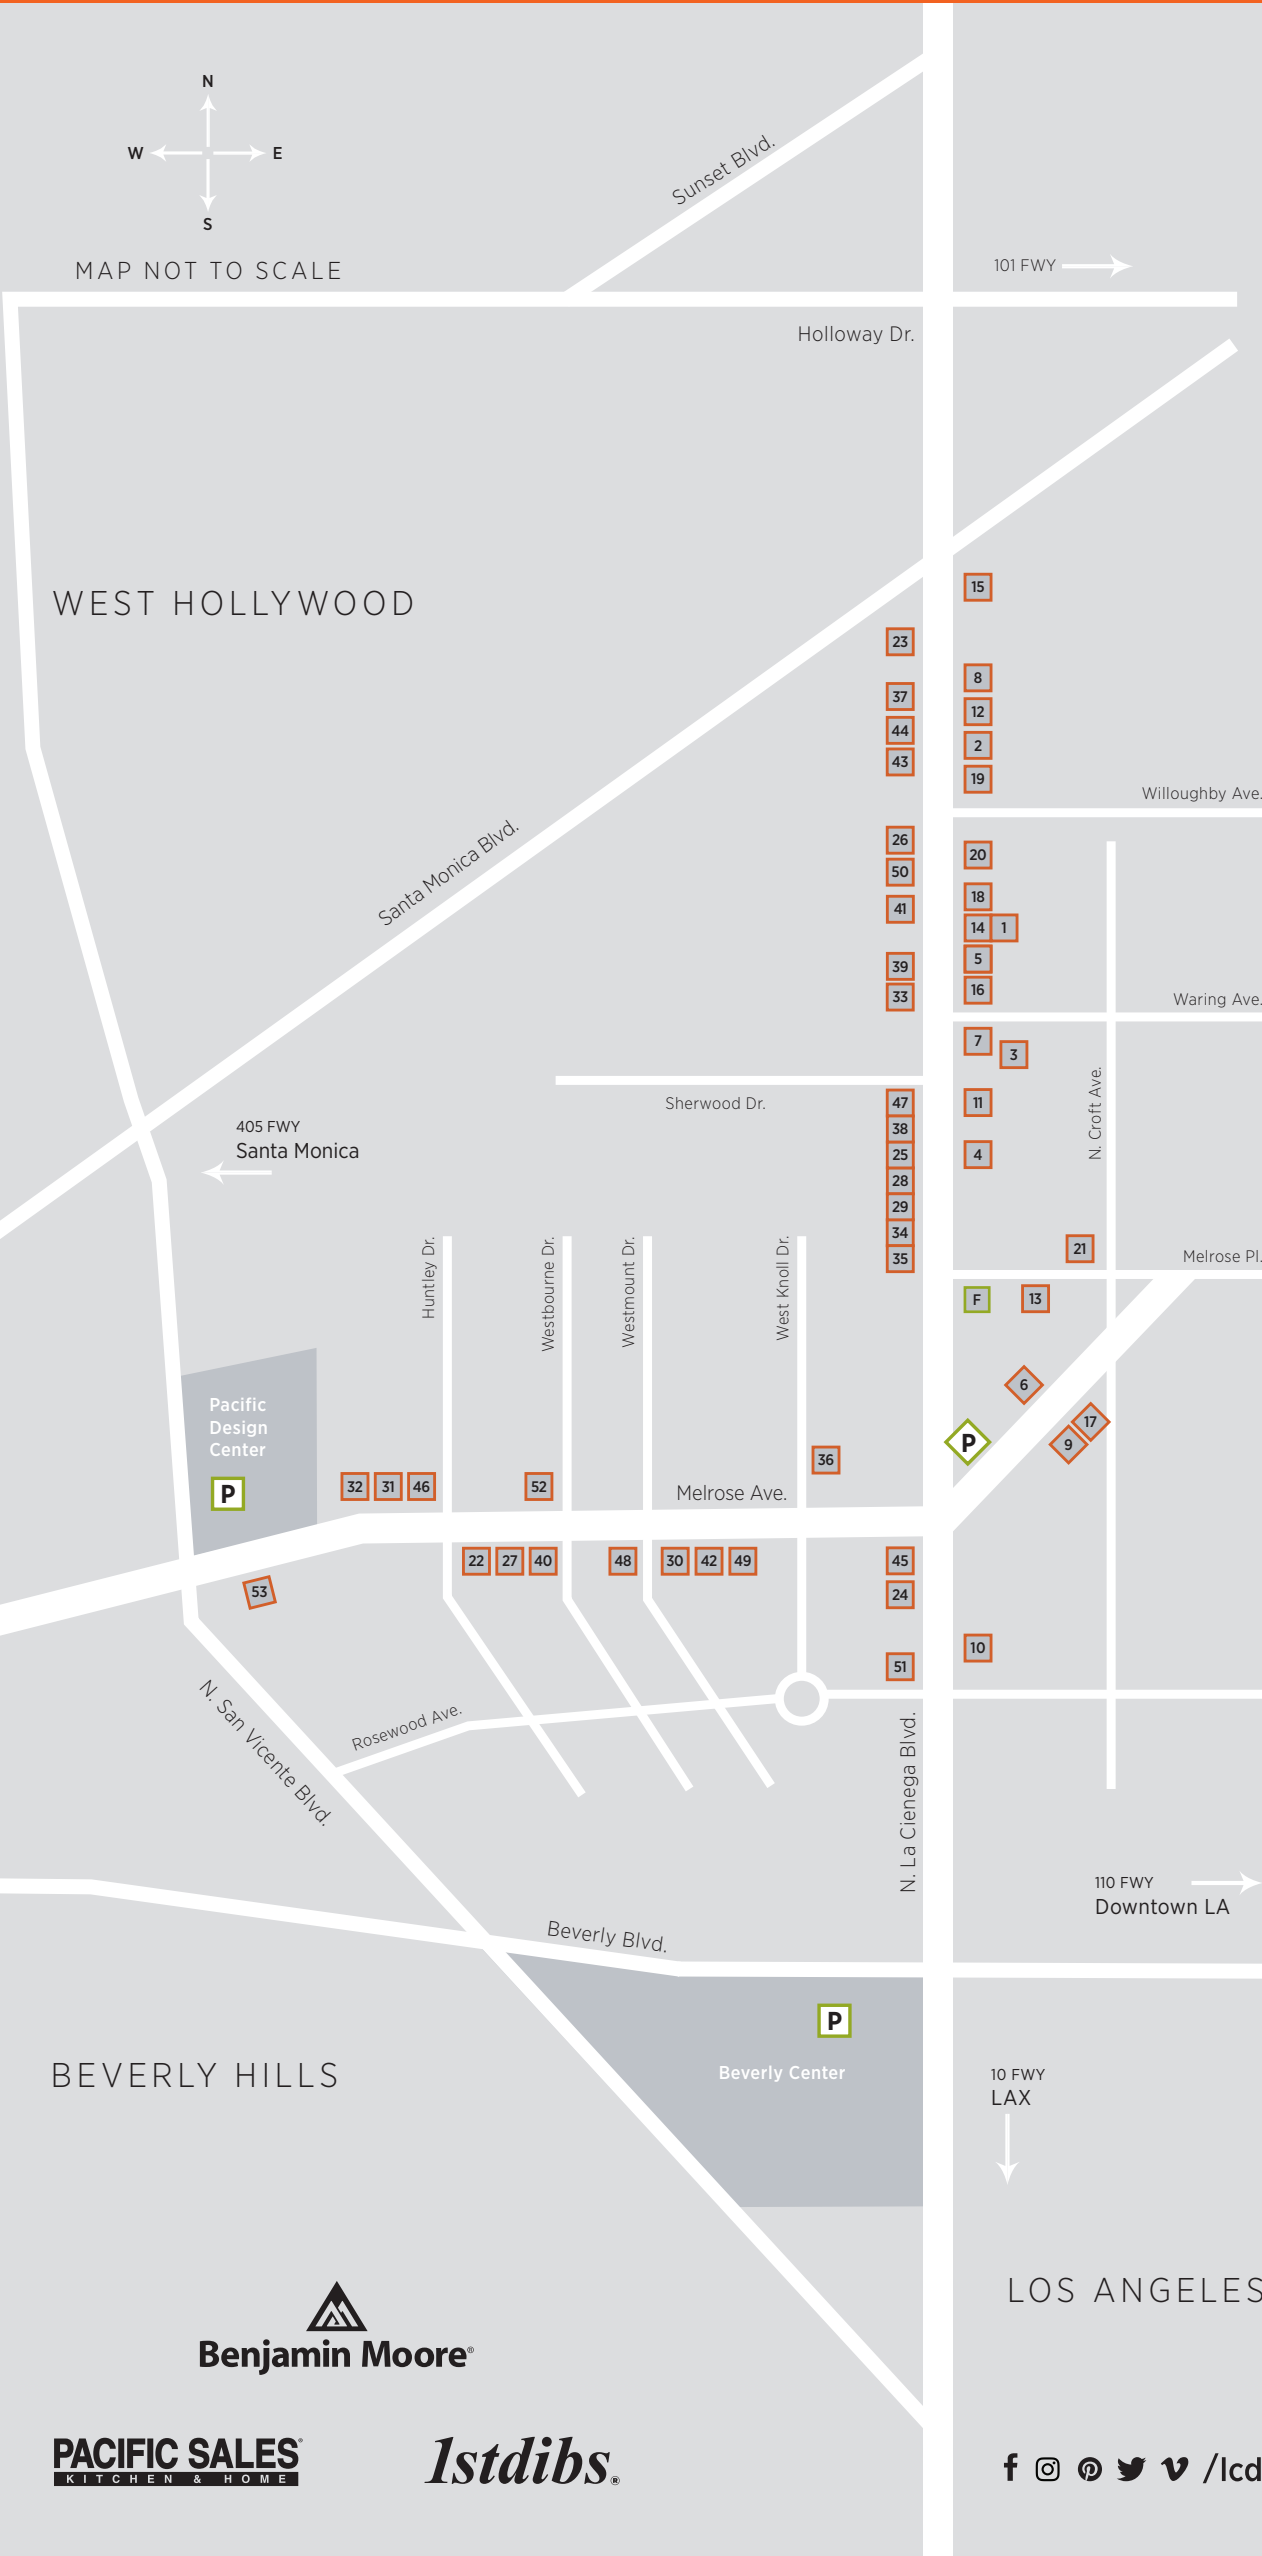 N
W
E
S
MAP NOT TO SCALE
Sunset Blvd.
101 FWY
Holloway Dr.
15
WEST HOLLYWOOD
23
8
37
12
44
2
43
19
Willoughby Ave.
Santa Monica Blvd.
26
20
50
18
41
14
1
5
39
16
33
Waring Ave.
7
3
N. Croft Ave.
Sherwood Dr.
47
11
38
25
4
28
29
34
35
21
405 FWY
Santa Monica
Huntley Dr.
Westbourne Dr.
Westmount Dr.
West Knoll Dr.
Melrose Pl.
F
13
6
17
9
P
Pacific
Design
Center
P
32
31
46
52
36
Melrose Ave.
22
27
40
48
30
42
49
45
53
24
10
51
N. San Vicente Blvd.
Rosewood Ave.
N. La Cienega Blvd.
110 FWY
Downtown LA
Beverly Blvd.
P
Beverly Center
BEVERLY HILLS
10 FWY
LAX
LOS ANGELES
Benjamin Moore®
PACIFIC SALES®
KITCHEN & HOME
1stdibs®
/lcd